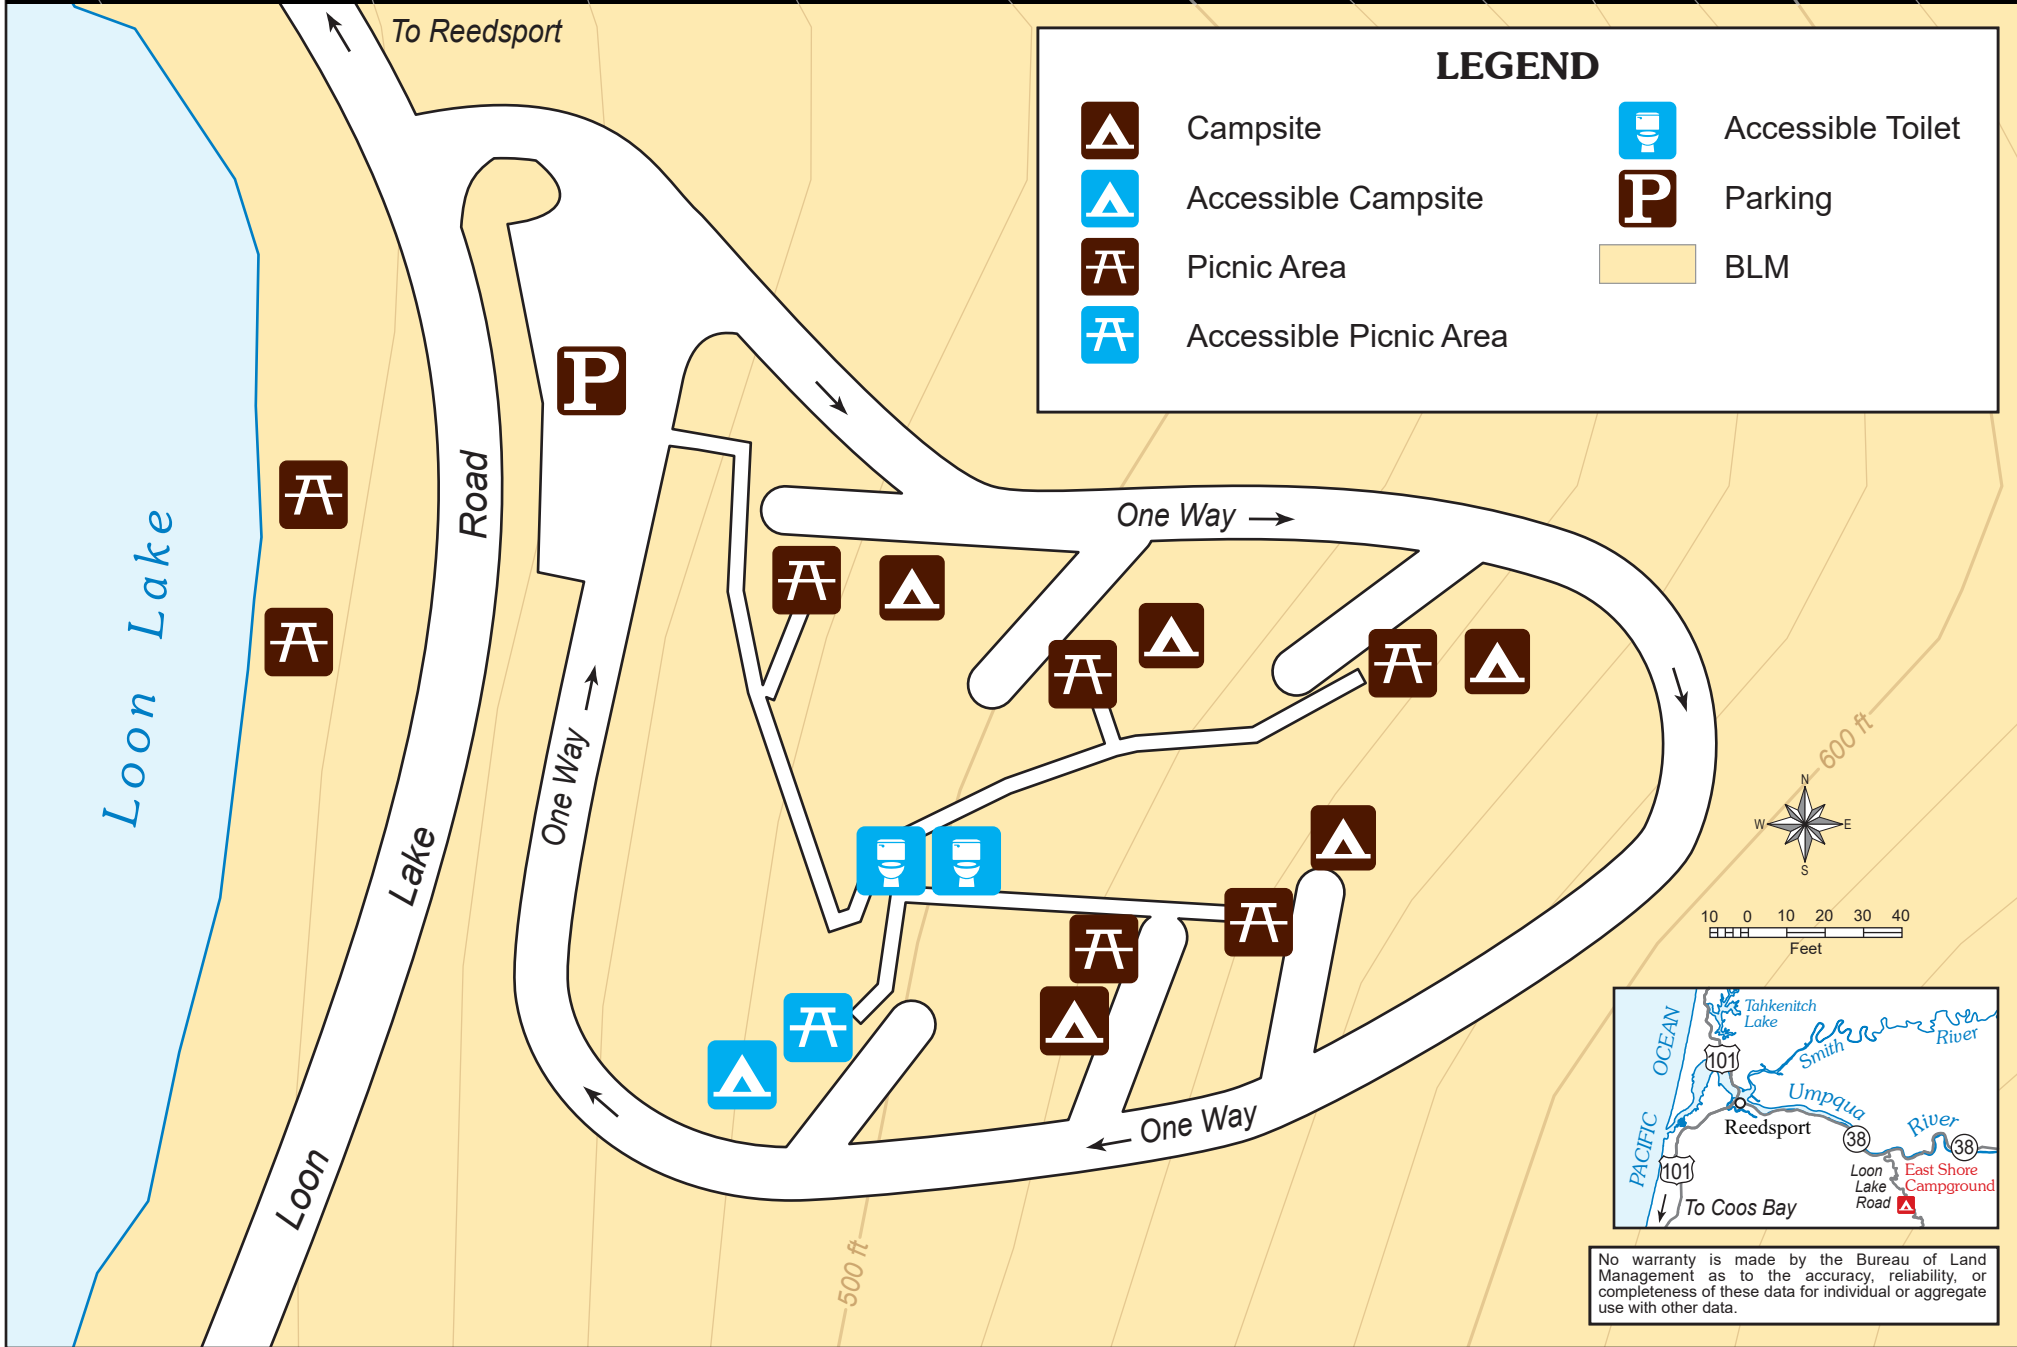 To Reedsport
LEGEND
Campsite
Accessible Campsite
Picnic Area
Accessible Picnic Area
Accessible Toilet
P
Parking
BLM
P
Loon Lake
Road
Lake
Loon
One Way
One Way
One Way
600 ft
500 ft
N
W
E
S
10 0 10 20 30 40
Feet
PACIFIC OCEAN
Tahkenitch
Lake
101
Smith
River
Umpqua
River
Reedsport
38
38
101
To Coos Bay
Loon
Lake
Road
East Shore
Campground
No warranty is made by the Bureau of Land
Management as to the accuracy, reliability, or
completeness of these data for individual or aggregate
use with other data.